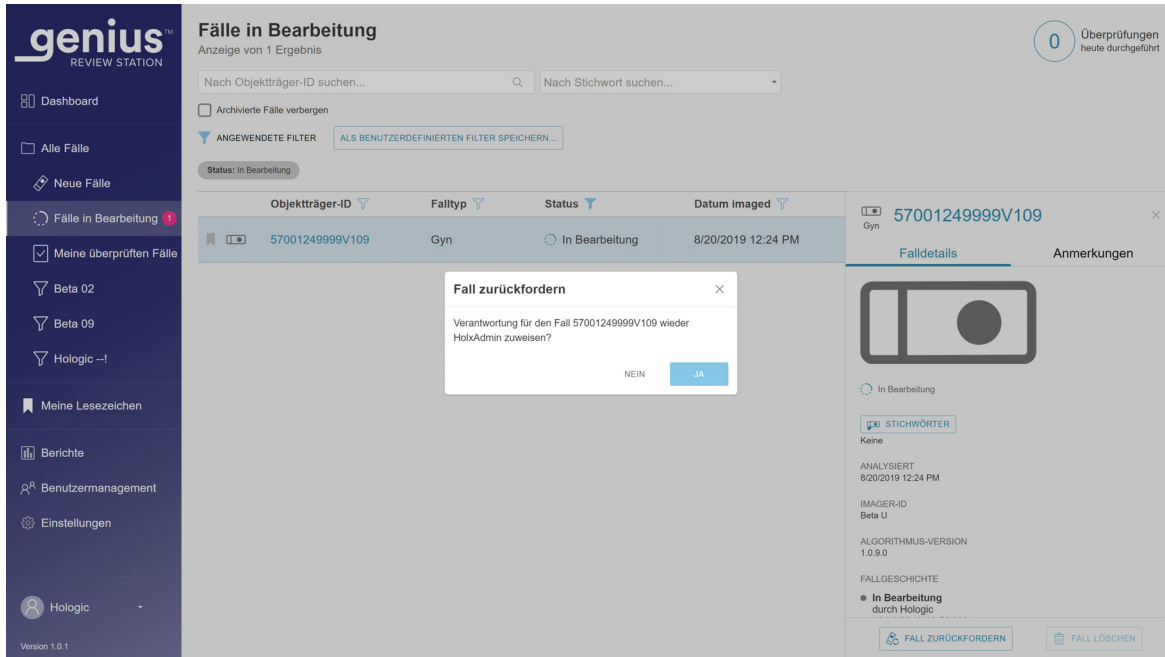 genius™
REVIEW STATION
Dashboard
Alle Fälle
Neue Fälle
Fälle in Bearbeitung 1
Meine überprüften Fälle
Beta 02
Beta 09
Hologic --!
Meine Lesezeichen
Berichte
Benutzermanagement
Einstellungen
Hologic
Version 1.0.1
Fälle in Bearbeitung
Anzeige von 1 Ergebnis
0 Überprüfungen
heute durchgeführt
Nach Objektträger-ID suchen... Nach Stichwort suchen...
Archivierte Fälle verbergen
ANGEWENDETE FILTER ALS BENUTZERDEFINIERTEN FILTER SPEICHERN...
Status: In Bearbeitung
Objektträger-ID Falltyp Status Datum imaged
57001249999V109 Gyn In Bearbeitung 8/20/2019 12:24 PM
Fall zurückfordern
Verantwortung für den Fall 57001249999V109 wieder
HolxAdmin zuweisen?
NEIN JA
57001249999V109
Gyn
Falldetails Anmerkungen
In Bearbeitung
STICHWÖRTER
Keine
ANALYSIERT
8/20/2019 12:24 PM
IMAGER-ID
Beta U
ALGORITHMUS-VERSION
1.0.9.0
FALLGESCHICHTE
In Bearbeitung
durch Hologic
FALL ZURÜCKFORDERN FALL LÖSCHEN